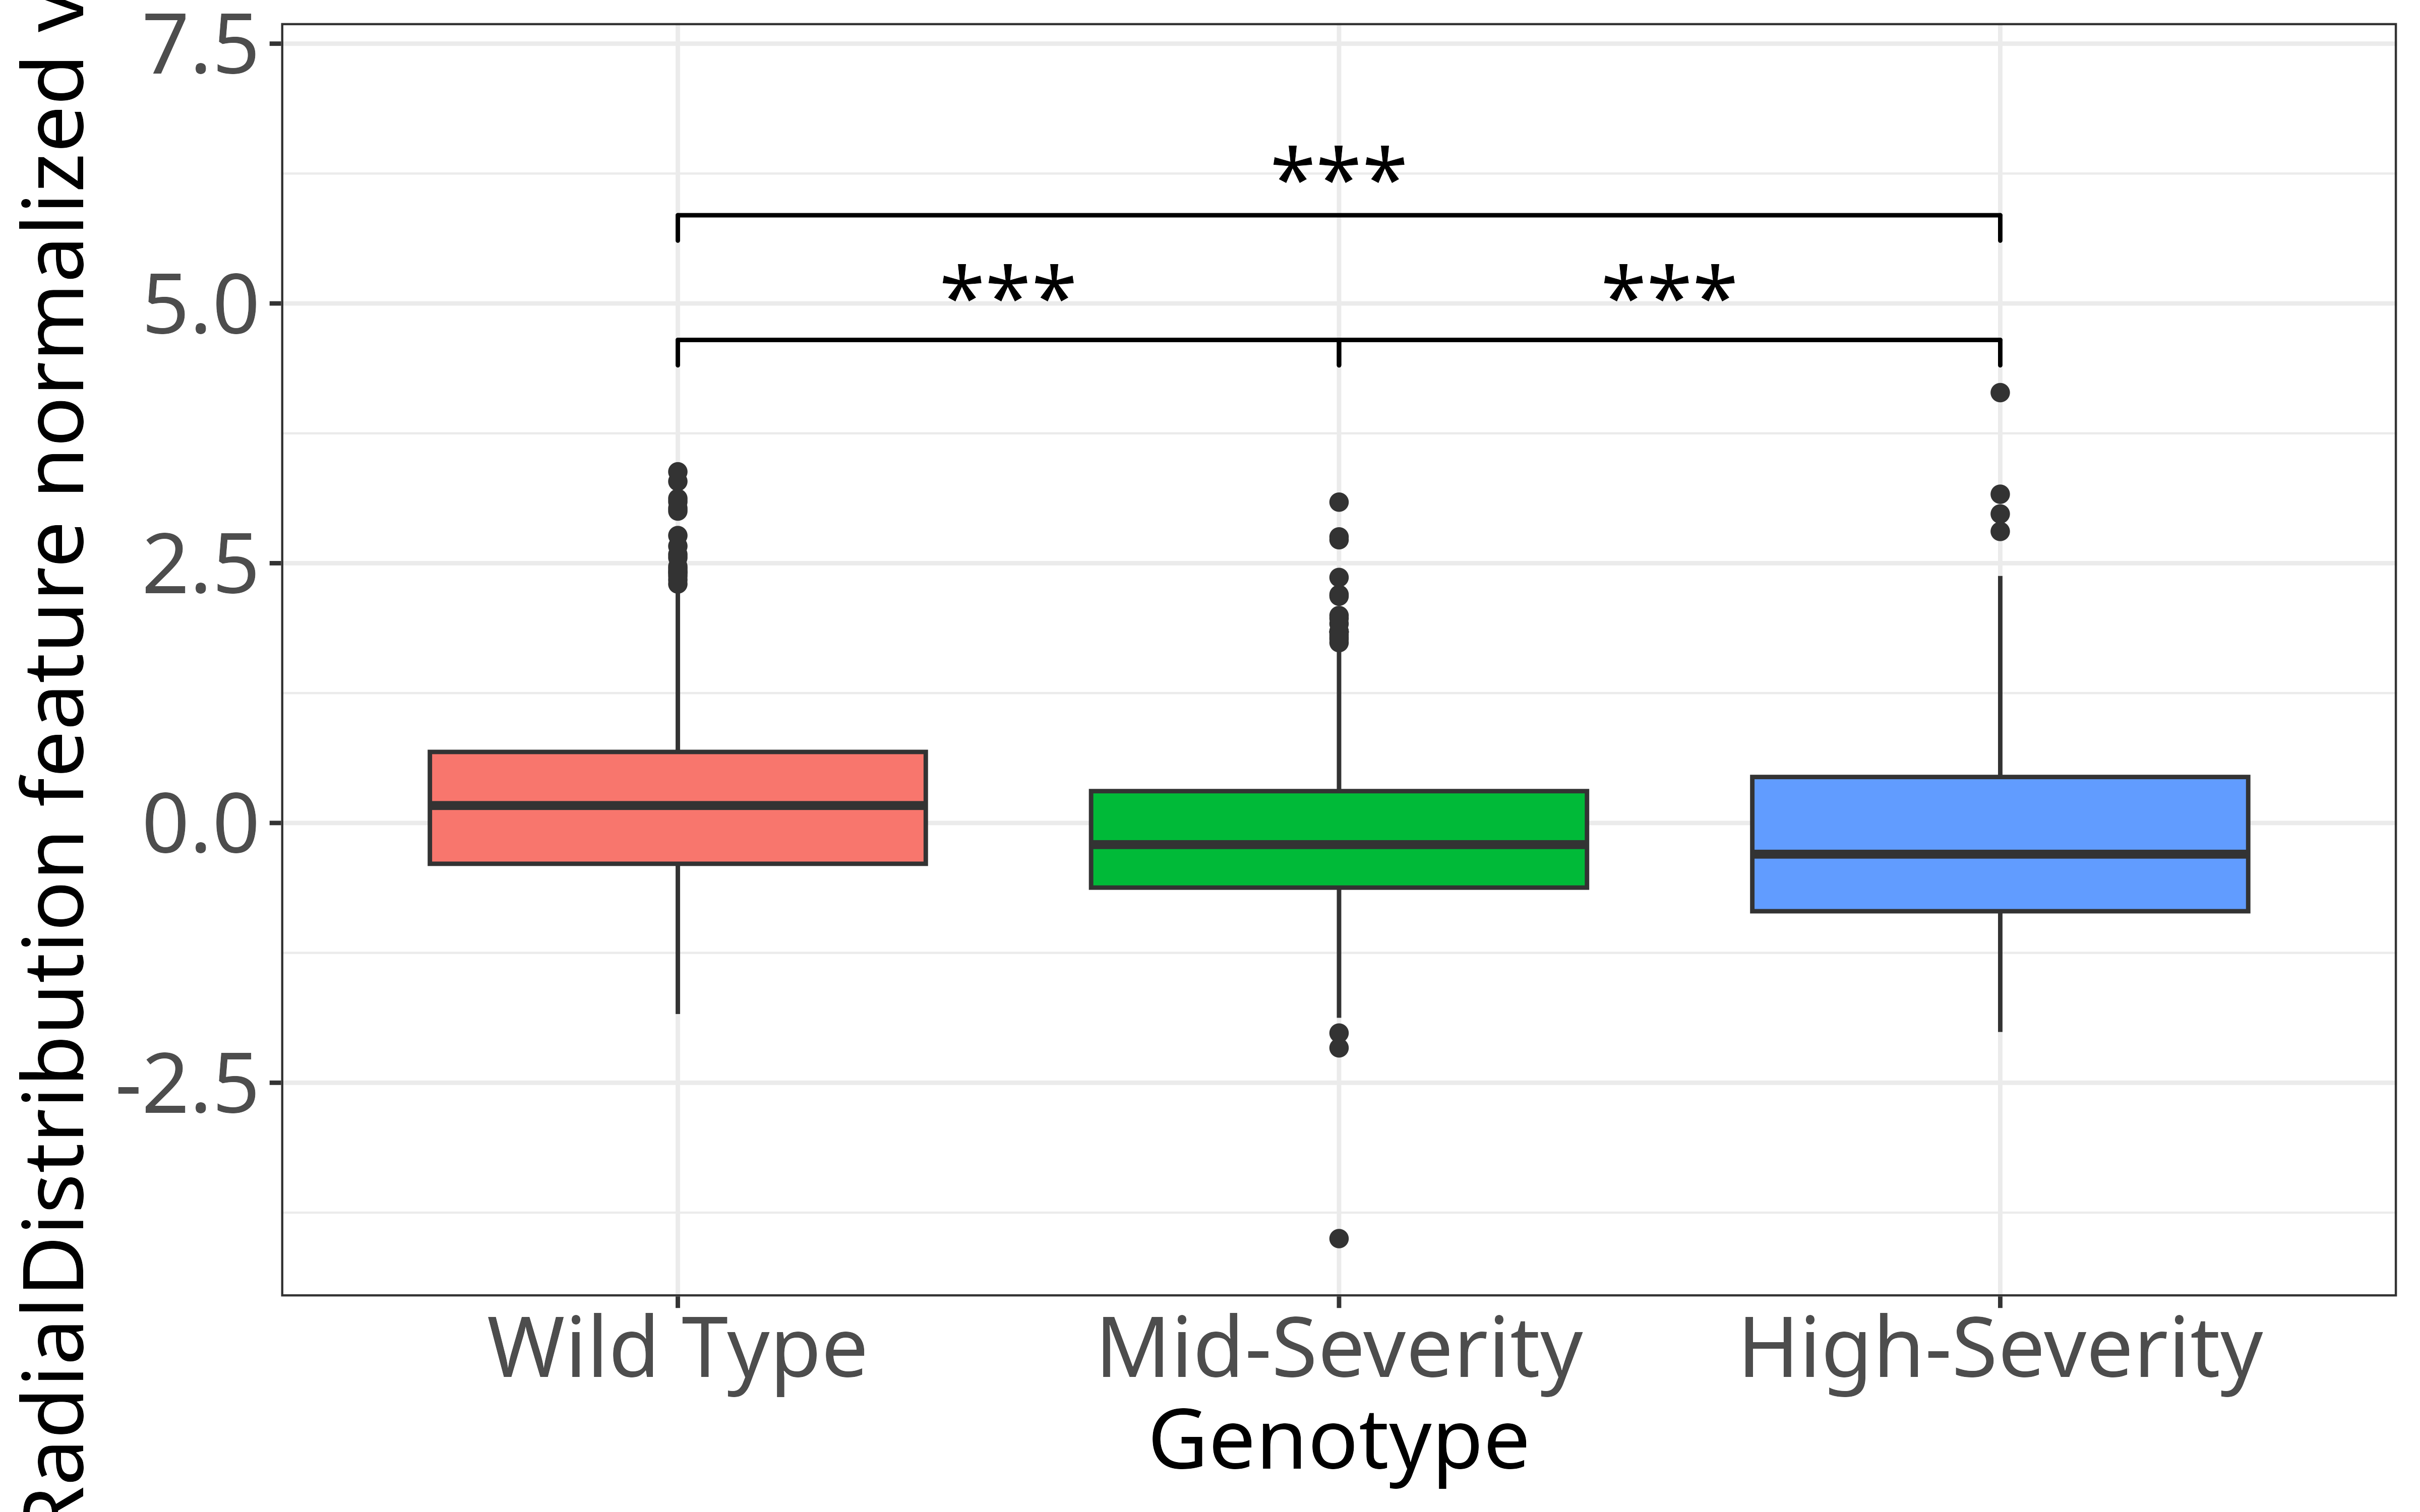 RadialDistribution feature normalized
7.5
5.0
2.5
0.0
-2.5
***
***
***
Wild Type
Mid-Severity
High-Severity
Genotype